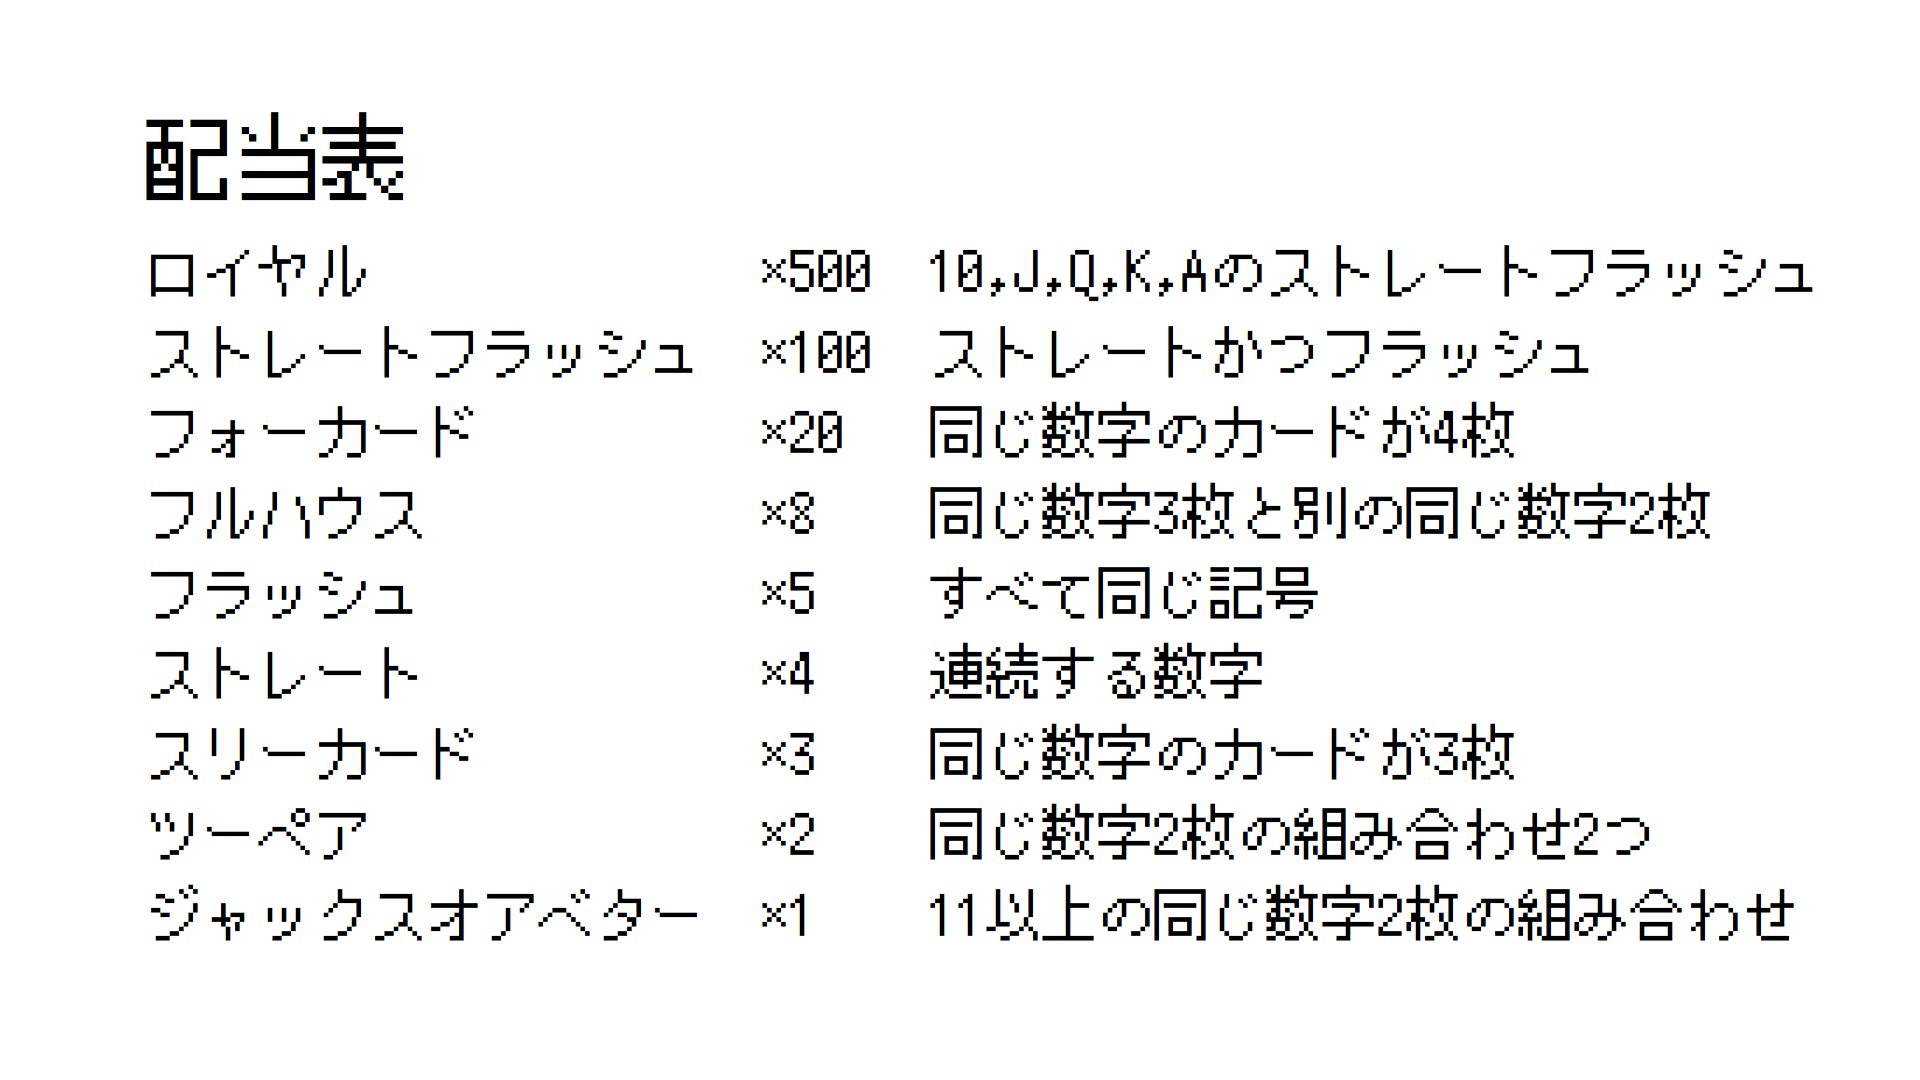 配当表
ロイヤル ×500 10,J,Q,K,Aのストレートフラッシュ
ストレートフラッシュ ×100 ストレートかつフラッシュ
フォーカード ×20 同じ数字のカードが4枚
フルハウス ×8 同じ数字3枚と別の同じ数字2枚
フラッシュ ×5 すべて同じ記号
ストレート ×4 連続する数字
スリーカード ×3 同じ数字のカードが3枚
ツーペア ×2 同じ数字2枚の組み合わせ2つ
ジャックスオアベター ×1 11以上の同じ数字2枚の組み合わせ